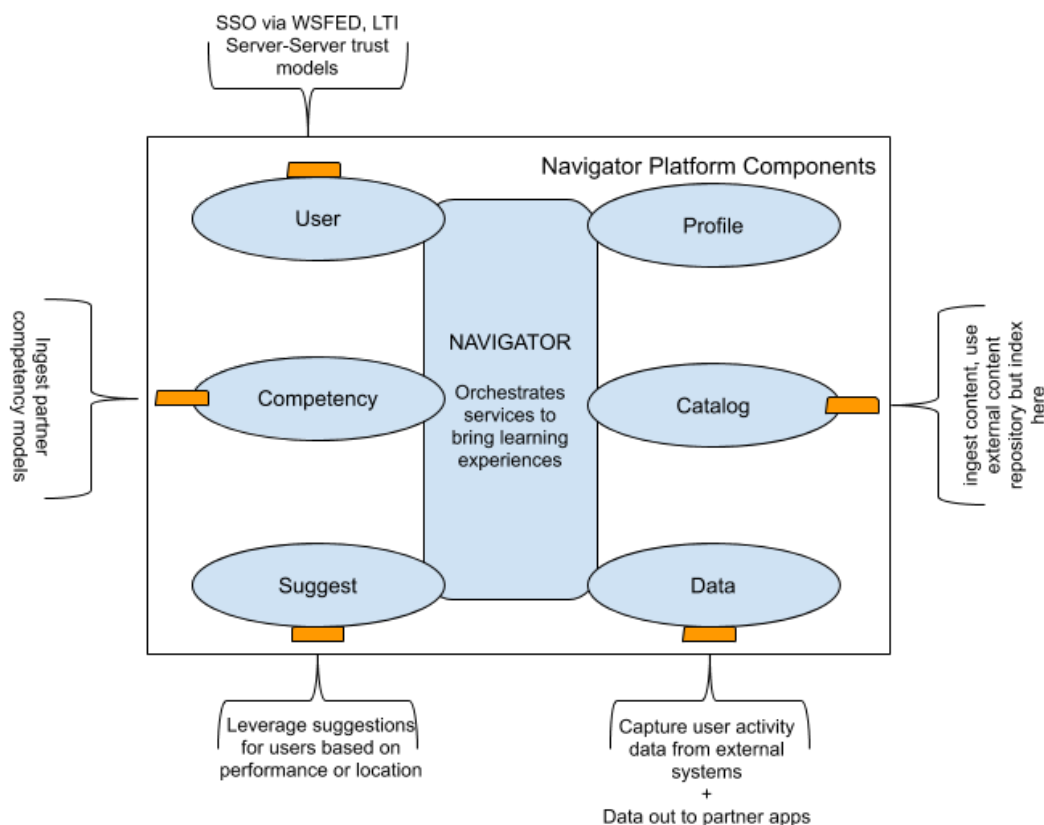 SSO via WSFED, LTI
Server-Server trust
models
Navigator Platform Components
User
Profile
Ingest partner
competency models
Competency
NAVIGATOR
Orchestrates
services to
bring learning
experiences
Catalog
ingest content, use
external content
repository but index
here
Suggest
Data
Leverage suggestions
for users based on
performance or location
Capture user activity
data from external
systems
+
Data out to partner apps